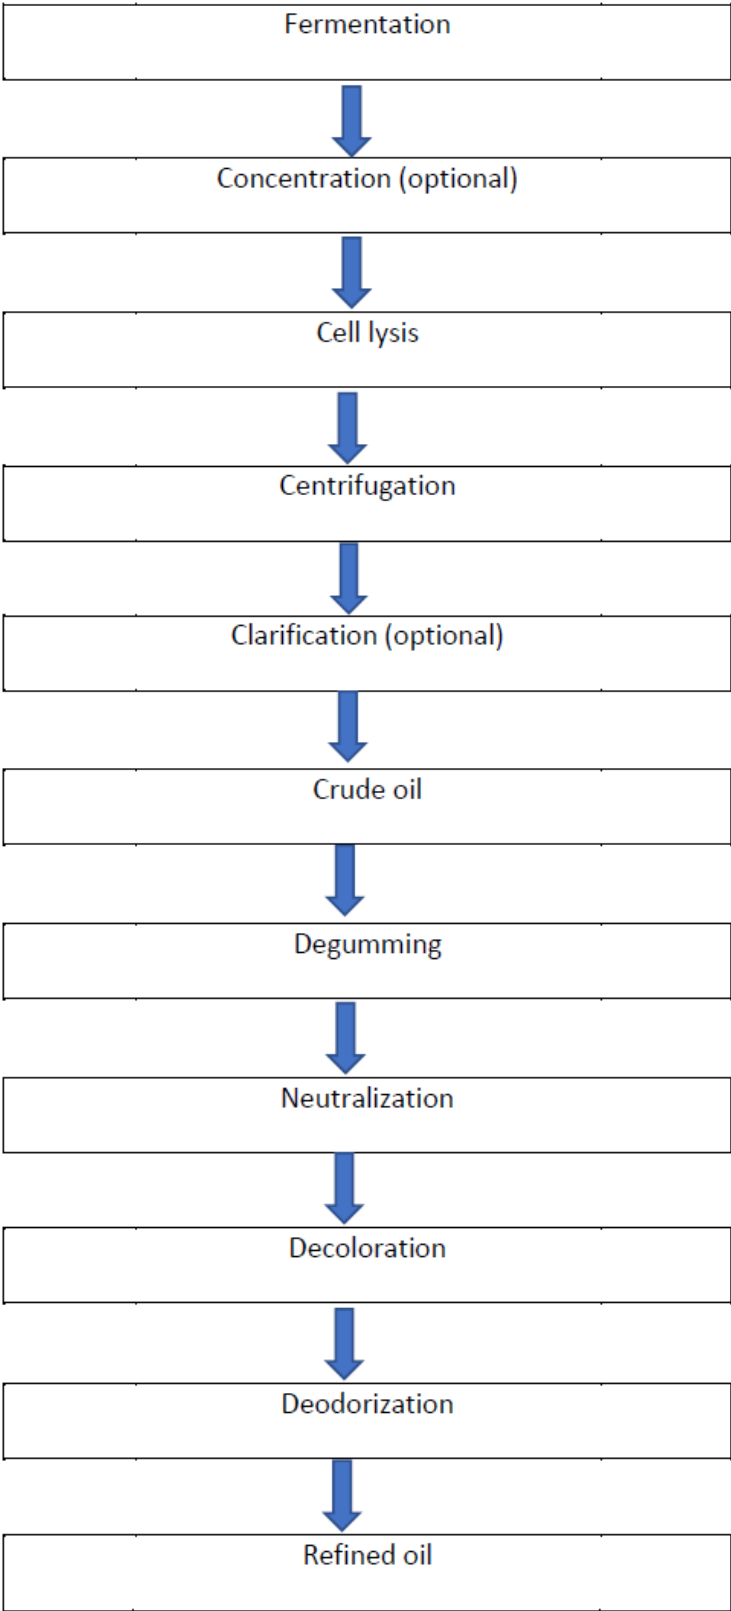 Fermentation
Concentration (optional)
Cell lysis
Centrifugation
Clarification (optional)
Crude oil
Degumming
Neutralization
Decoloration
Deodorization
Refined oil